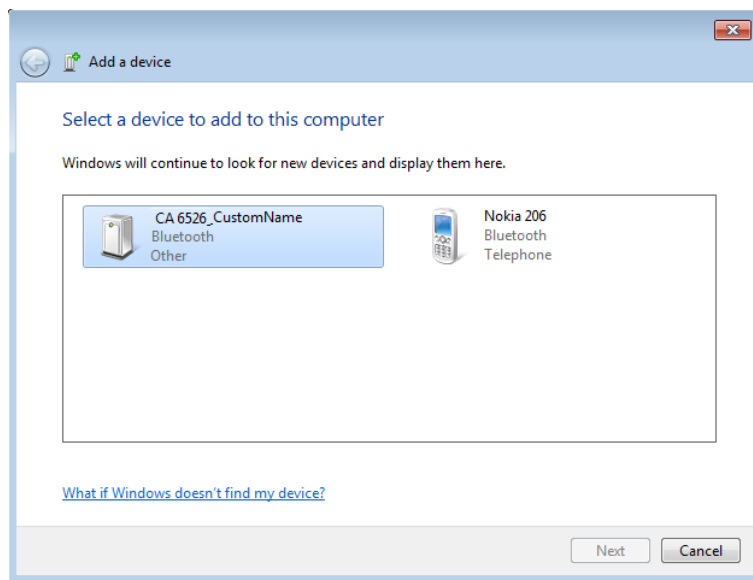 Add a device
Select a device to add to this computer
Windows will continue to look for new devices and display them here.
CA 6526_CustomName
Bluetooth
Other
Nokia 206
Bluetooth
Telephone
What if Windows doesn't find my device?
Next
Cancel